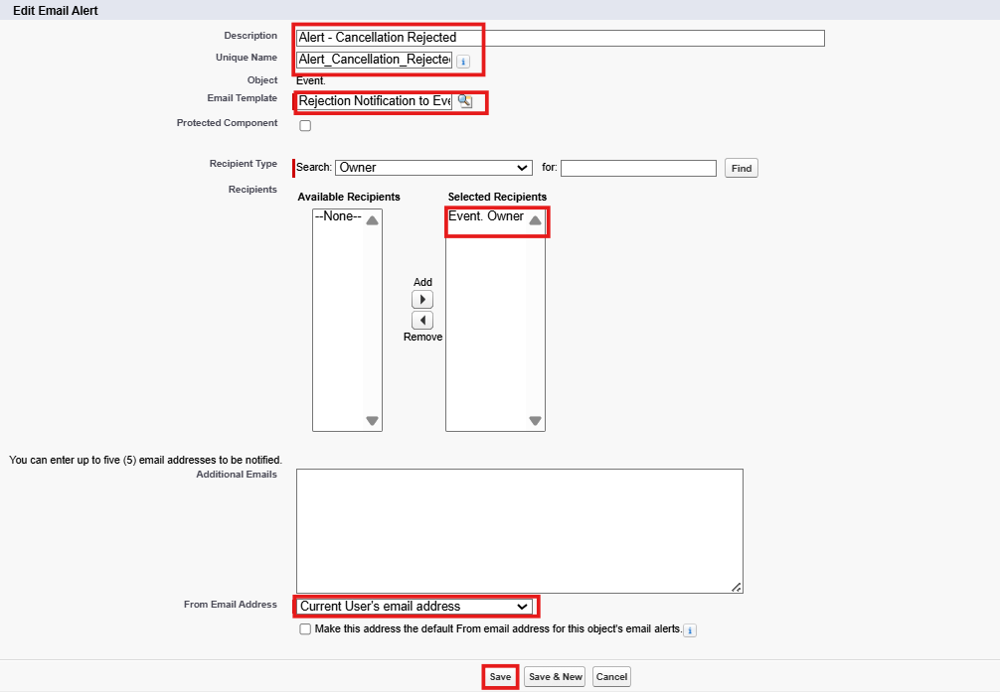 Edit Email Alert
Description Alert - Cancellation Rejected
Unique Name Alert_Cancellation_Rejected i
Object Event.
Email Template Rejection Notification to Eve
Protected Component
Recipient Type Search: Owner for: Find
Recipients
Available Recipients Selected Recipients
--None-- Event. Owner
Add
Remove
You can enter up to five (5) email addresses to be notified.
Additional Emails
From Email Address Current User's email address
Make this address the default From email address for this object's email alerts. i
Save Save & New Cancel